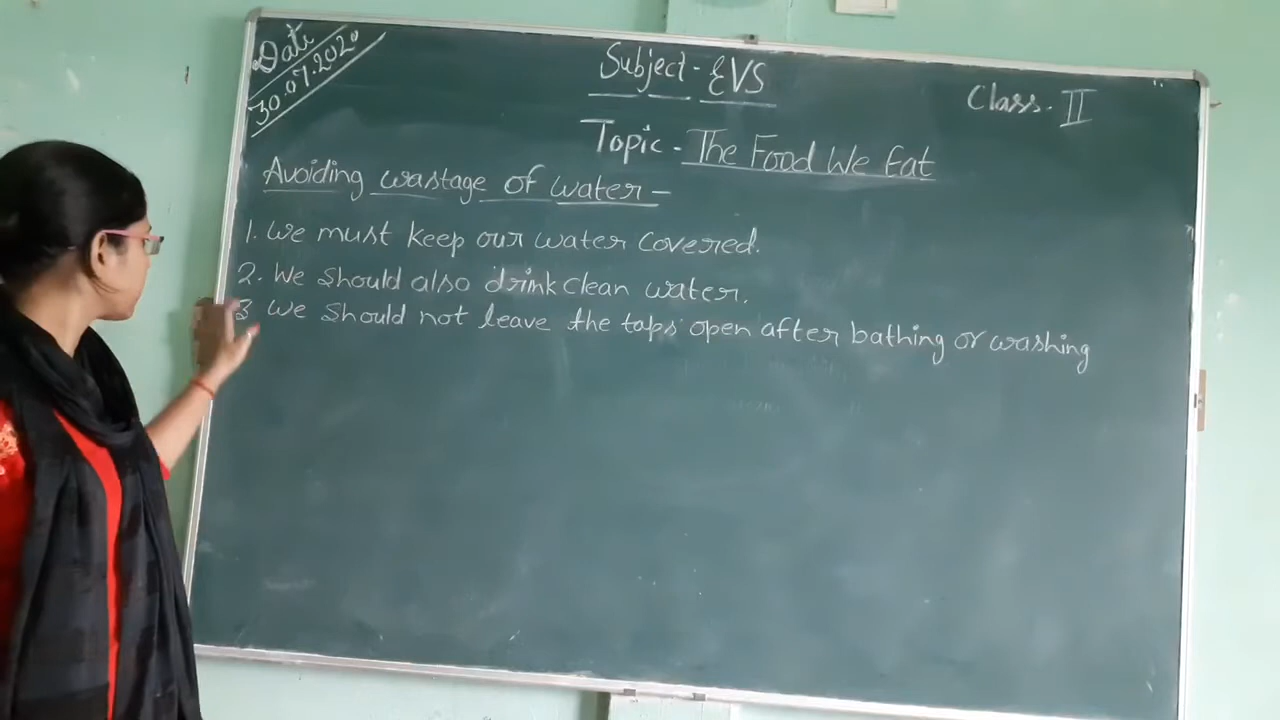 Date
30.07.2020
Subject - EVS
Class - II
Topic - The Food We Eat
Avoiding wastage of water -
1. We must keep our water covered.
2. We should also drink clean water.
3 We should not leave the taps open after bathing or washing